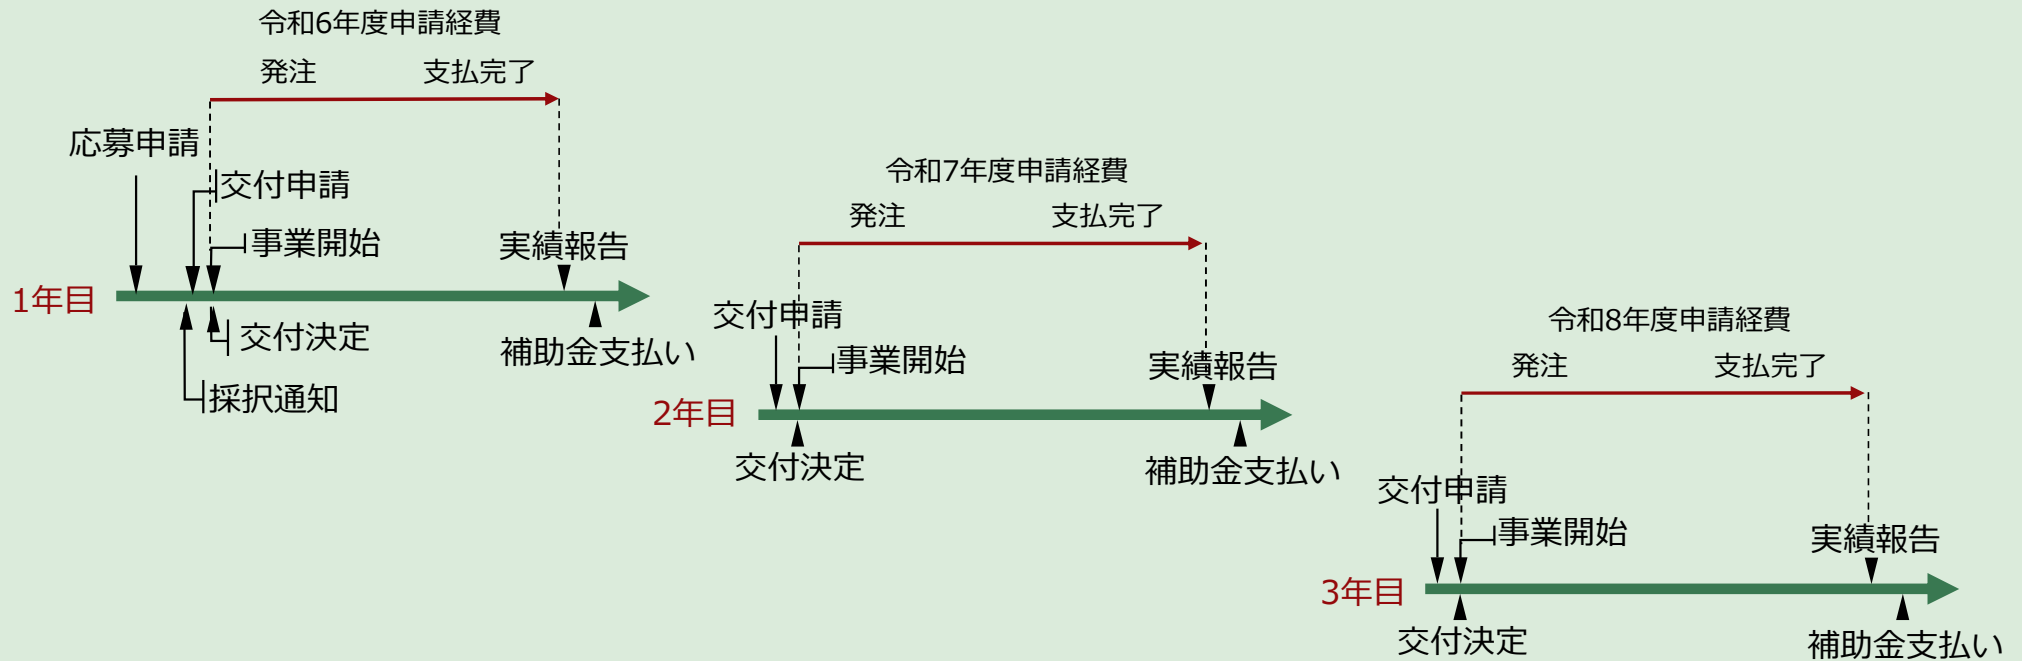 令和6年度申請経費
発注 支払完了
応募申請
交付申請
事業開始
実績報告
1年目
交付決定
補助金支払い
採択通知
令和7年度申請経費
発注 支払完了
交付申請
事業開始
実績報告
2年目
交付決定
補助金支払い
令和8年度申請経費
発注 支払完了
交付申請
事業開始
実績報告
3年目
交付決定
補助金支払い